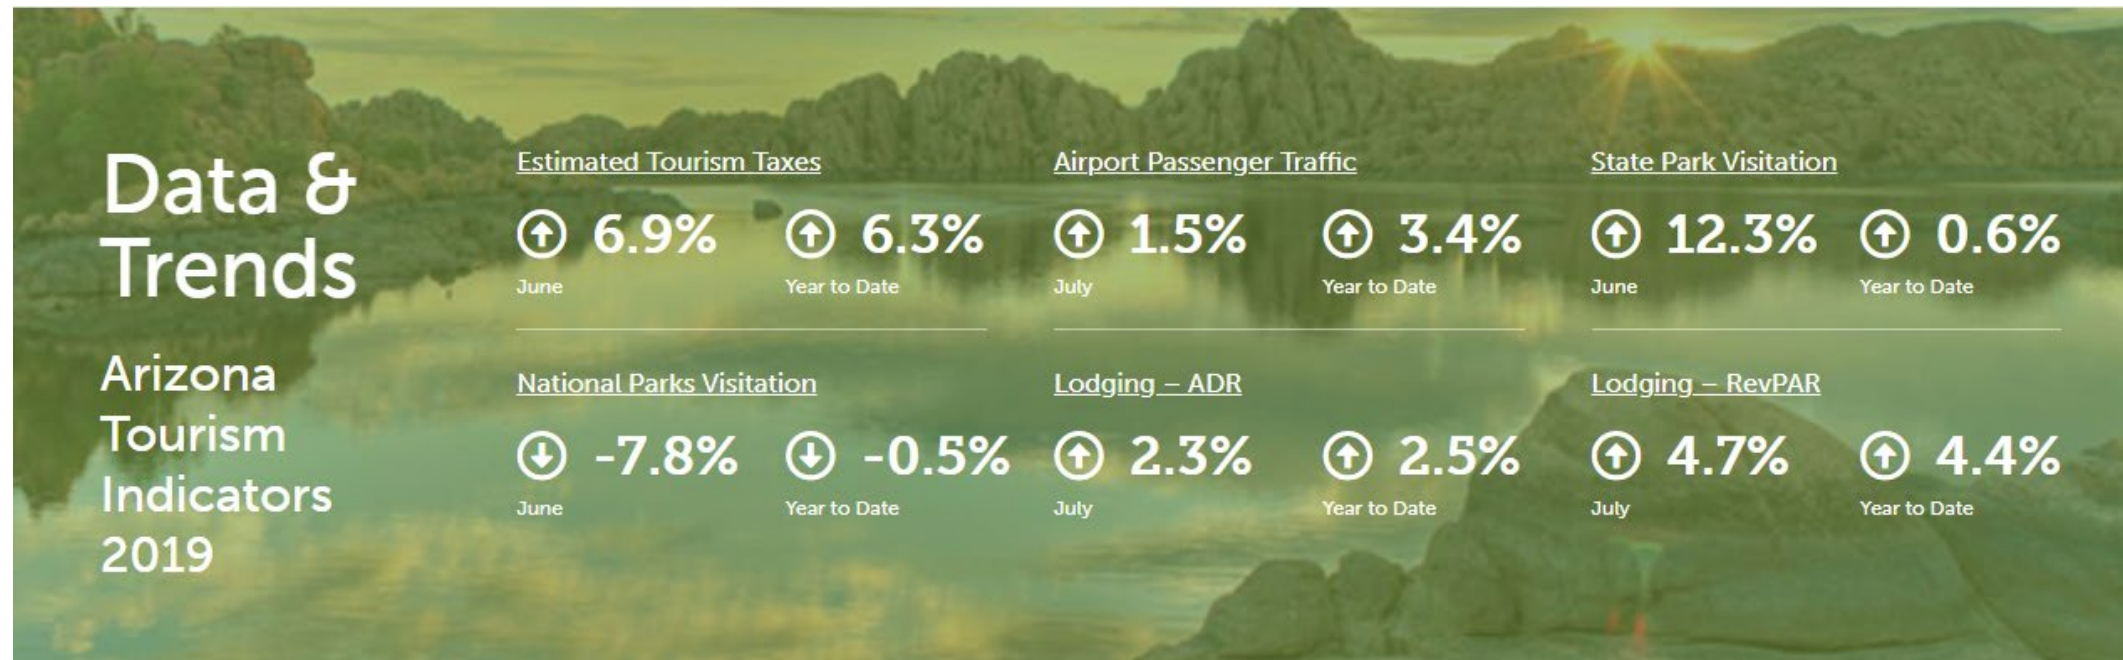 Data &
Trends
Arizona
Tourism
Indicators
2019
Estimated Tourism Taxes
6.9%
June
6.3%
Year to Date
Airport Passenger Traffic
1.5%
July
3.4%
Year to Date
State Park Visitation
12.3%
June
0.6%
Year to Date
National Parks Visitation
-7.8%
June
-0.5%
Year to Date
Lodging – ADR
2.3%
July
2.5%
Year to Date
Lodging – RevPAR
4.7%
July
4.4%
Year to Date